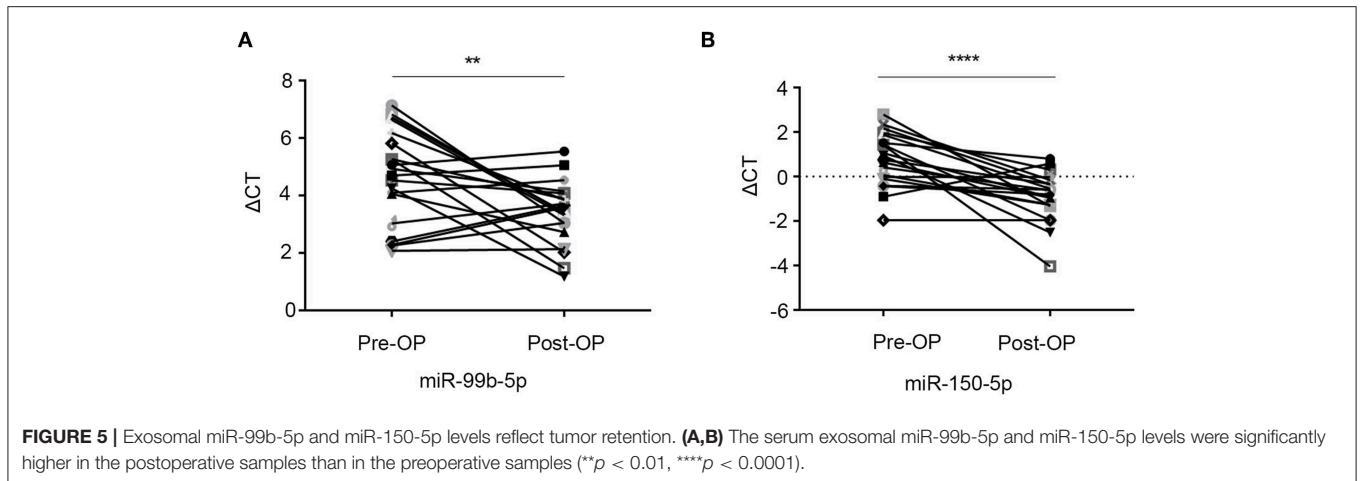 A
B
**
****
8
6
4
2
0
ΔCT
4
2
0
-2
-4
-6
ΔCT
Pre-OP Post-OP
miR-99b-5p
Pre-OP Post-OP
miR-150-5p
FIGURE 5 | Exosomal miR-99b-5p and miR-150-5p levels reflect tumor retention. (A,B) The serum exosomal miR-99b-5p and miR-150-5p levels were significantly
higher in the postoperative samples than in the preoperative samples (**p < 0.01, ****p < 0.0001).